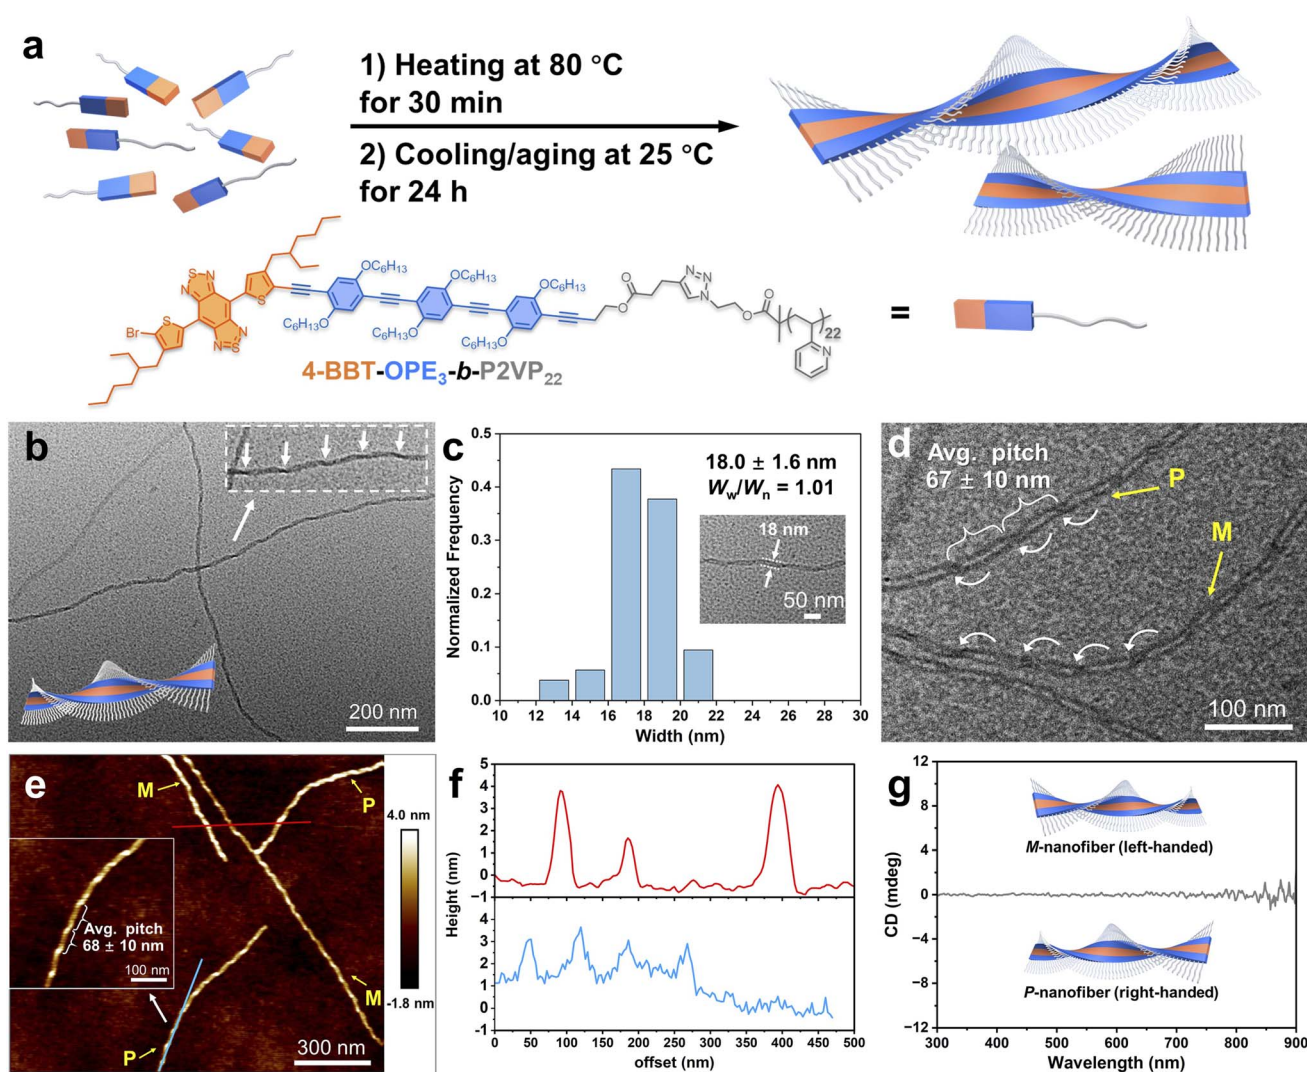 a
1) Heating at 80 °C
for 30 min
2) Cooling/aging at 25 °C
for 24 h
Br
S
N
N
S
N
N
S
S
OC₆H₁₃
OC₆H₁₃
OC₆H₁₃
C₆H₁₃O
C₆H₁₃O
C₆H₁₃O
O
O
N=N
N
O
O
22
N
=
4-BBT-OPE₃-b-P2VP₂₂
b
200 nm
c
18.0 ± 1.6 nm
Ww/Wn = 1.01
18 nm
50 nm
Normalized Frequency
0.5
0.4
0.3
0.2
0.1
0.0
10 12 14 16 18 20 22 24 26 28 30
Width (nm)
d
Avg. pitch
67 ± 10 nm
P
M
100 nm
e
M
P
Avg. pitch
68 ± 10 nm
100 nm
M
P
300 nm
4.0 nm
-1.8 nm
f
Height (nm)
5
4
3
2
1
0
−1
4
3
2
1
0
-1
0 50 100 150 200 250 300 350 400 450 500
offset (nm)
g
CD (mdeg)
12
8
4
0
−4
−8
−12
M-nanofiber (left-handed)
P-nanofiber (right-handed)
300 400 500 600 700 800 900
Wavelength (nm)